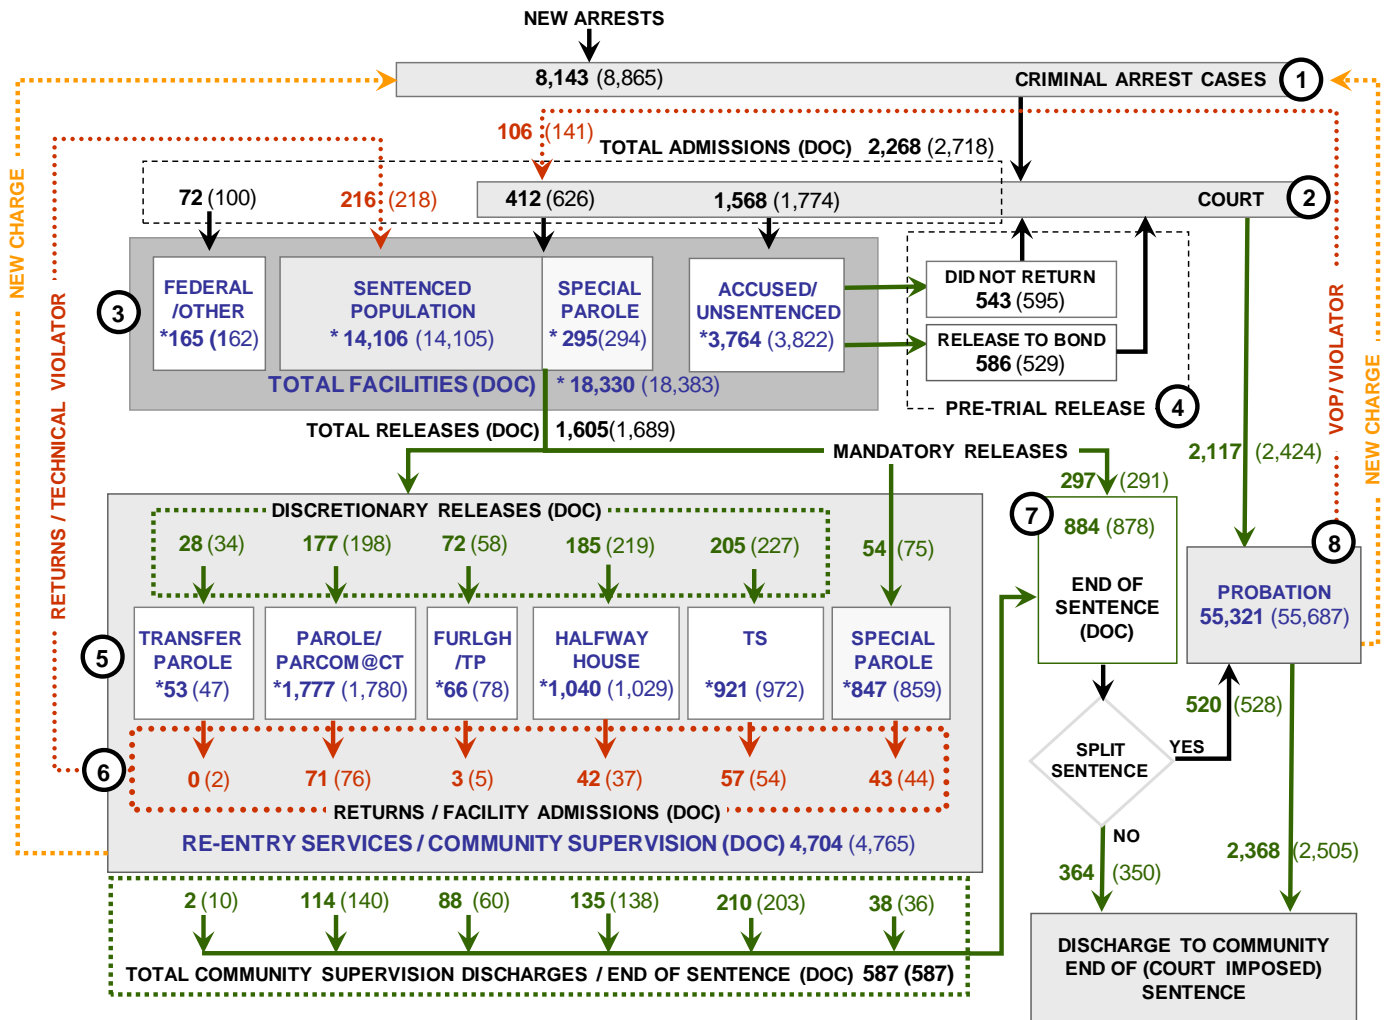 NEW ARRESTS
8,143 (8,865)
CRIMINAL ARREST CASES
1
106 (141)
TOTAL ADMISSIONS (DOC) 2,268 (2,718)
72 (100)
216 (218)
412 (626)
1,568 (1,774)
COURT
2
NEW CHARGE
RETURNS / TECHNICAL VIOLATOR
3
FEDERAL
/OTHER
*165 (162)
SENTENCED
POPULATION
* 14,106 (14,105)
SPECIAL
PAROLE
* 295(294)
ACCUSED/
UNSENTENCED
*3,764 (3,822)
TOTAL FACILITIES (DOC) * 18,330 (18,383)
DID NOT RETURN
543 (595)
RELEASE TO BOND
586 (529)
PRE-TRIAL RELEASE
4
VOP/ VIOLATOR
NEW CHARGE
TOTAL RELEASES (DOC) 1,605(1,689)
MANDATORY RELEASES
2,117 (2,424)
297 (291)
DISCRETIONARY RELEASES (DOC)
28 (34)
177 (198)
72 (58)
185 (219)
205 (227)
54 (75)
7
884 (878)
END OF
SENTENCE
(DOC)
8
PROBATION
55,321 (55,687)
5
TRANSFER
PAROLE
*53 (47)
PAROLE/
PARCOM@CT
*1,777 (1,780)
FURLGH
/TP
*66 (78)
HALFWAY
HOUSE
*1,040 (1,029)
TS
*921 (972)
SPECIAL
PAROLE
*847 (859)
520 (528)
SPLIT
SENTENCE
YES
6
0 (2)
71 (76)
3 (5)
42 (37)
57 (54)
43 (44)
RETURNS / FACILITY ADMISSIONS (DOC)
RE-ENTRY SERVICES / COMMUNITY SUPERVISION (DOC) 4,704 (4,765)
NO
364 (350)
2,368 (2,505)
2 (10)
114 (140)
88 (60)
135 (138)
210 (203)
38 (36)
TOTAL COMMUNITY SUPERVISION DISCHARGES / END OF SENTENCE (DOC) 587 (587)
DISCHARGE TO COMMUNITY
END OF (COURT IMPOSED)
SENTENCE